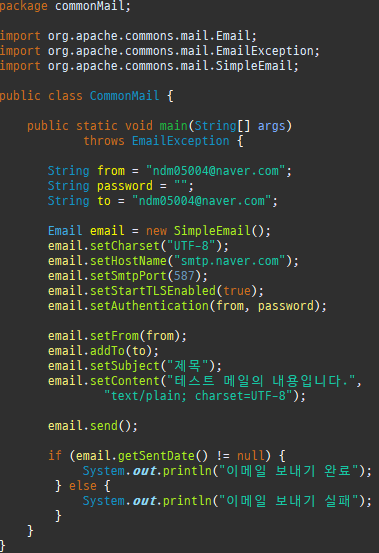 package commonMail;
import org.apache.commons.mail.Email;
import org.apache.commons.mail.EmailException;
import org.apache.commons.mail.SimpleEmail;
public class CommonMail {
public static void main(String[] args)
throws EmailException {
String from = "ndm05004@naver.com";
String password = "";
String to = "ndm05004@naver.com";
Email email = new SimpleEmail();
email.setCharset("UTF-8");
email.setHostName("smtp.naver.com");
email.setSmtpPort(587);
email.setStartTLSEnabled(true);
email.setAuthentication(from, password);
email.setFrom(from);
email.addTo(to);
email.setSubject("제목");
email.setContent("테스트 메일의 내용입니다.",
"text/plain; charset=UTF-8");
email.send();
if (email.getSentDate() != null) {
System.out.println("이메일 보내기 완료");
} else {
System.out.println("이메일 보내기 실패");
}
}
}